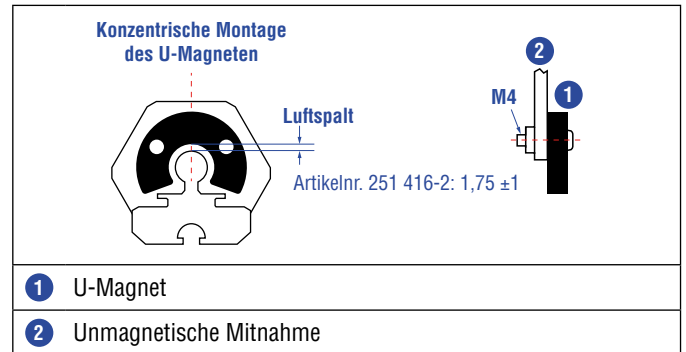 Konzentrische Montage
des U-Magneten
Luftspalt
Artikelnr. 251 416-2: 1,75 ±1
2
1
M4
1 U-Magnet
2 Unmagnetische Mitnahme